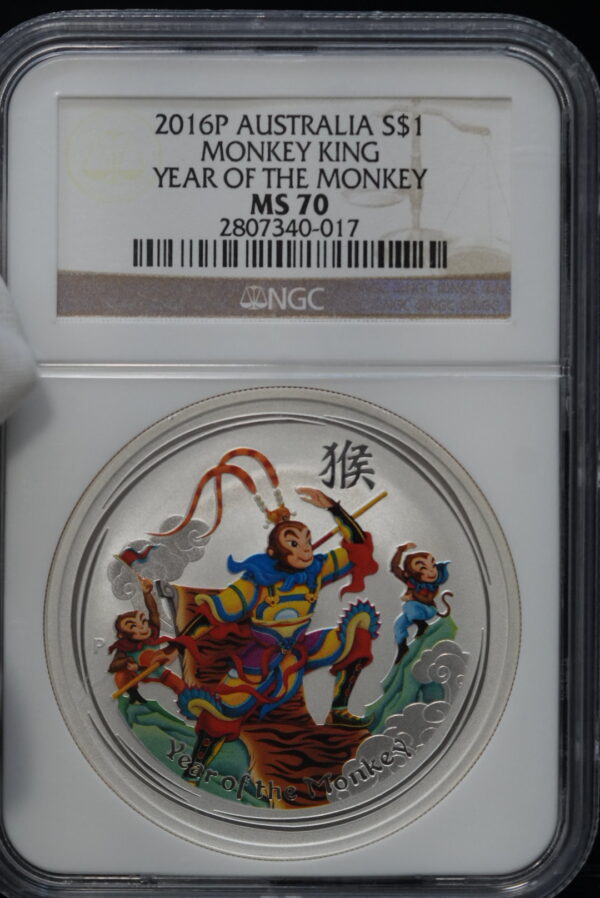 2016P AUSTRALIA S$1
MONKEY KING
YEAR OF THE MONKEY
MS 70
2807340-017
NGC
猴
P
Year of the Monkey